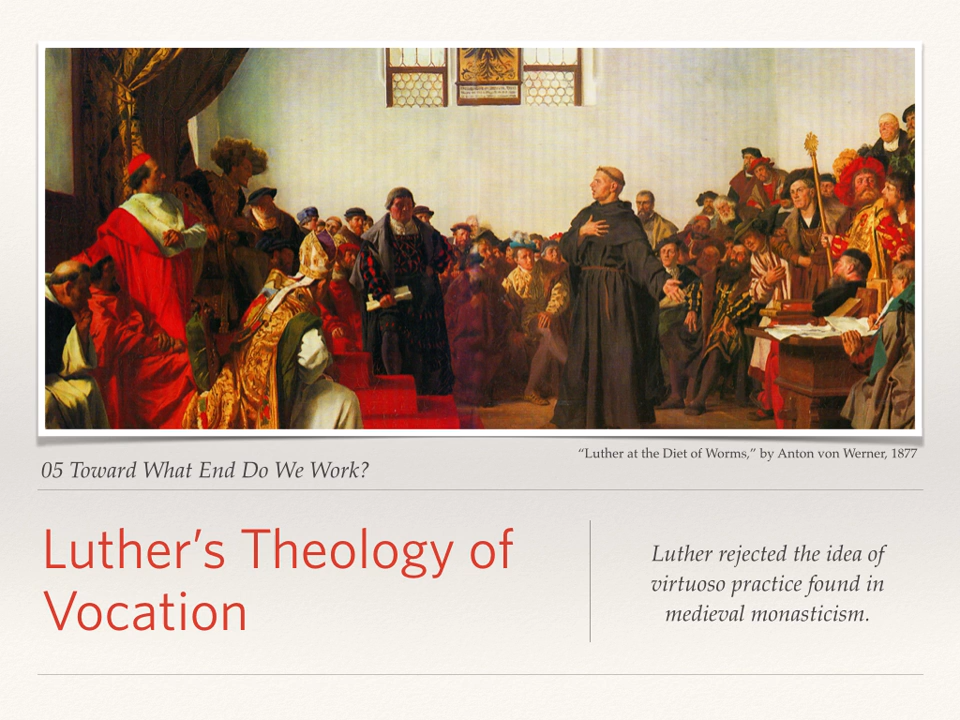 “Luther at the Diet of Worms,” by Anton von Werner, 1877
05 Toward What End Do We Work?
Luther’s Theology of
Vocation
Luther rejected the idea of
virtuoso practice found in
medieval monasticism.